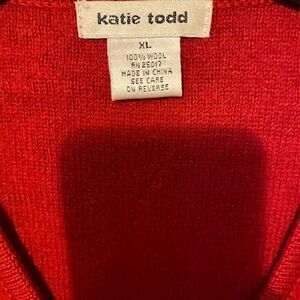 katie todd
XL
100% WOOL
RN 25017
MADE IN CHINA
SEE CARE
ON REVERSE